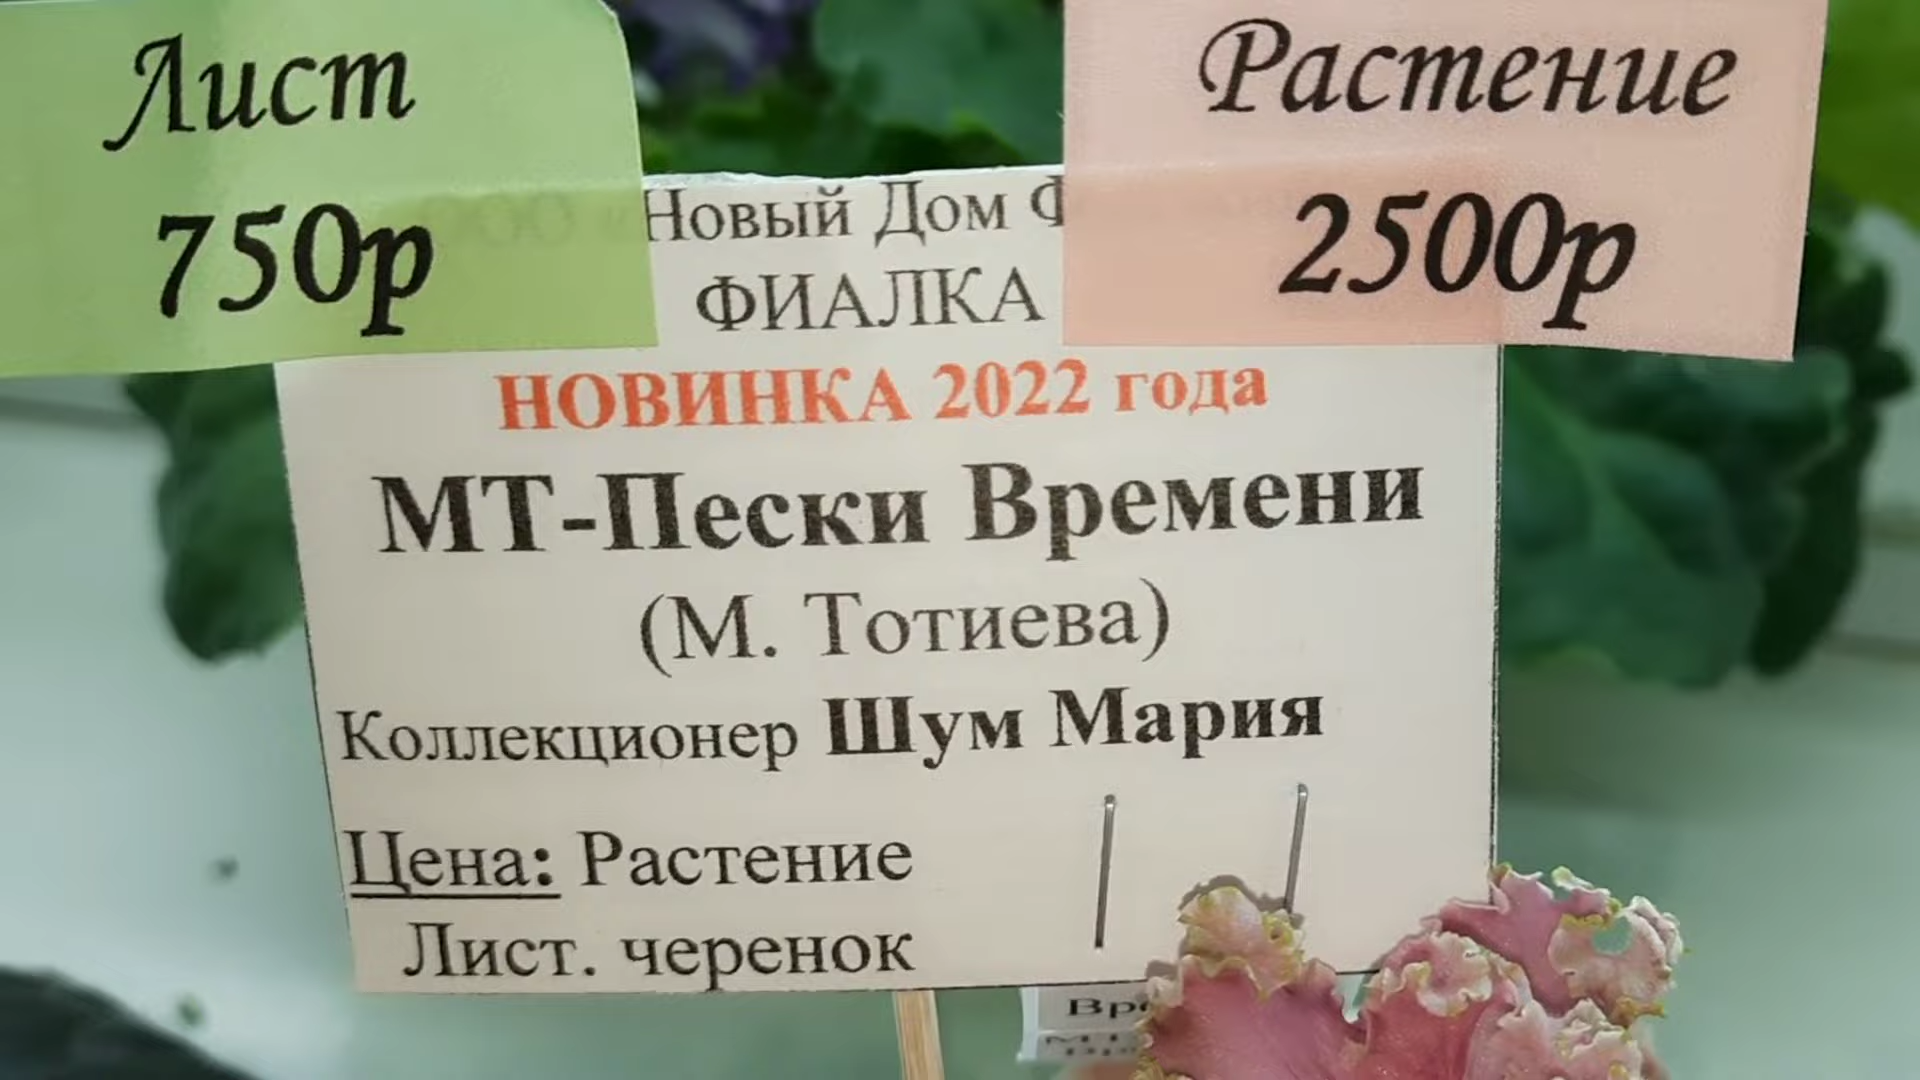 Лист
750р
Растение
2500р
ООО «Новый Дом
ФИАЛКА
НОВИНКА 2022 года
МТ-Пески Времени
(М. Тотиева)
Коллекционер Шум Мария
Цена: Растение
Лист. черенок